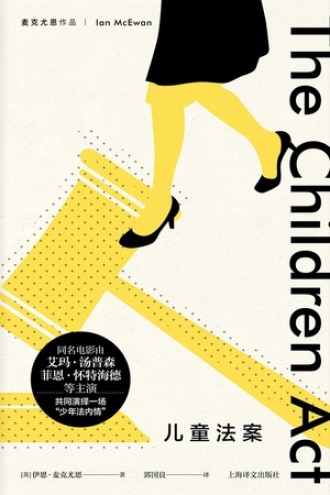 麦克尤恩作品 | Ian McEwan
The Children Act
同名电影由
艾玛·汤普森
菲恩·怀特海德
等主演
共同演绎一场
“少年法内情”
儿童法案
[英] 伊恩·麦克尤恩 著
郭国良 译
上海译文出版社